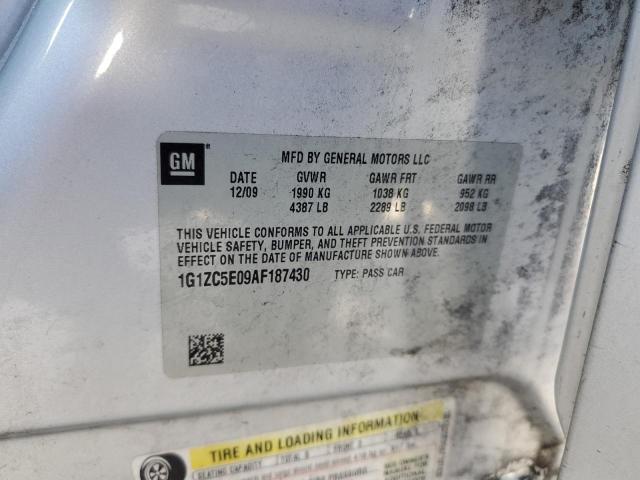 GM
MFD BY GENERAL MOTORS LLC
DATE GVWR GAWR FRT GAWR RR
12/09 1990 KG 1038 KG 952 KG
4387 LB 2289 LB 2098 LB
THIS VEHICLE CONFORMS TO ALL APPLICABLE U.S. FEDERAL MOTOR
VEHICLE SAFETY, BUMPER, AND THEFT PREVENTION STANDARDS IN
EFFECT ON THE DATE OF MANUFACTURE SHOWN ABOVE.
1G1ZC5E09AF187430 TYPE: PASS CAR
TIRE AND LOADING INFORMATION
SEATING CAPACITY TOTAL